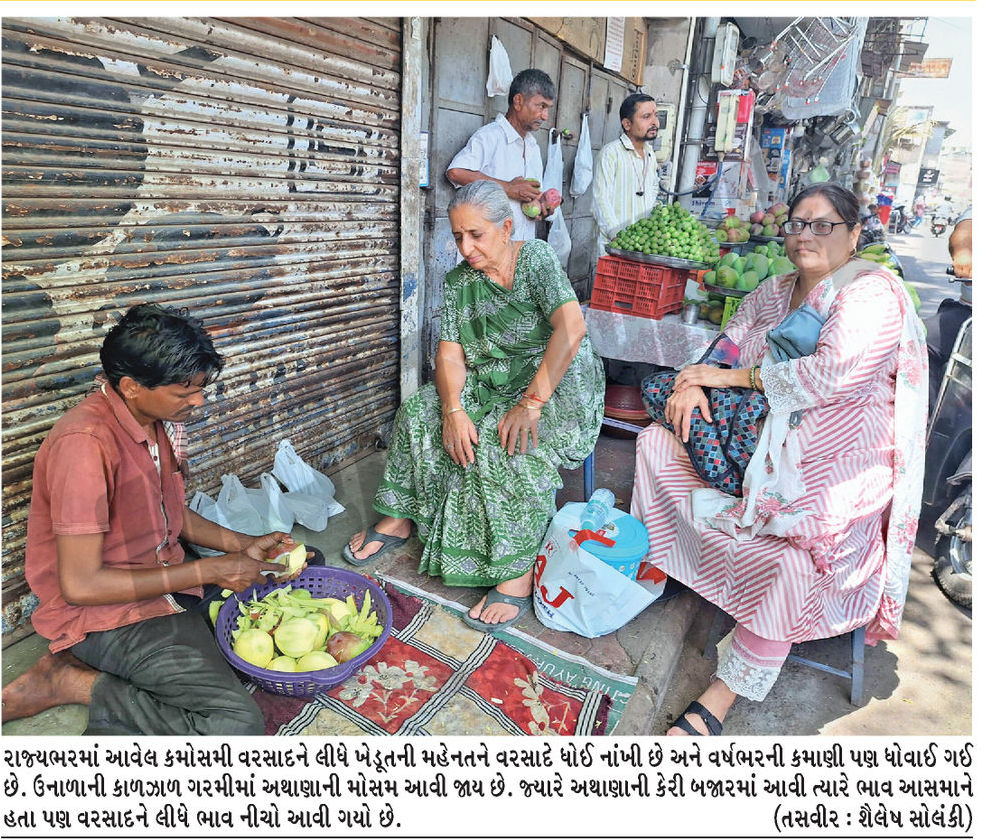 રાજ્યભરમાં આવેલ કમોસમી વરસાદને લીધે ખેડૂતની મહેનતને વરસાદે ધોઈ નાંખી છે અને વર્ષભરની કમાણી પણ ધોવાઈ ગઈ
છે. ઉનાળાની કાળઝાળ ગરમીમાં અથાણાની મોસમ આવી જાય છે. જ્યારે અથાણાની કેરી બજારમાં આવી ત્યારે ભાવ આસમાને
હતા પણ વરસાદને લીધે ભાવ નીચો આવી ગયો છે. (તસવીર : શૈલેષ સોલંકી)